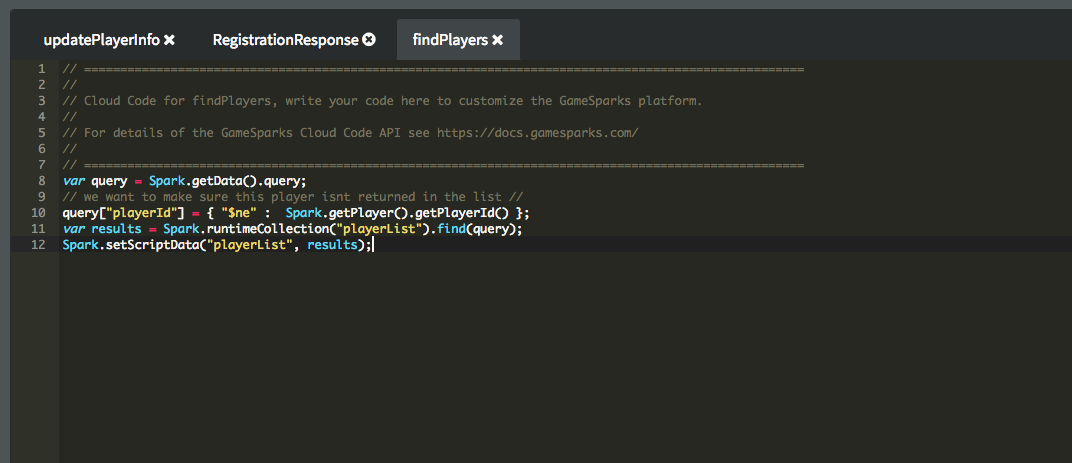 updatePlayerInfo RegistrationResponse findPlayers
1 // ====================================================================================================
2 //
3 // Cloud Code for findPlayers, write your code here to customize the GameSparks platform.
4 //
5 // For details of the GameSparks Cloud Code API see https://docs.gamesparks.com/
6 //
7 // ====================================================================================================
8 var query = Spark.getData().query;
9 // we want to make sure this player isnt returned in the list //
10 query["playerId"] = { "$ne" :  Spark.getPlayer().getPlayerId() };
11 var results = Spark.runtimeCollection("playerList").find(query);
12 Spark.setScriptData("playerList", results);